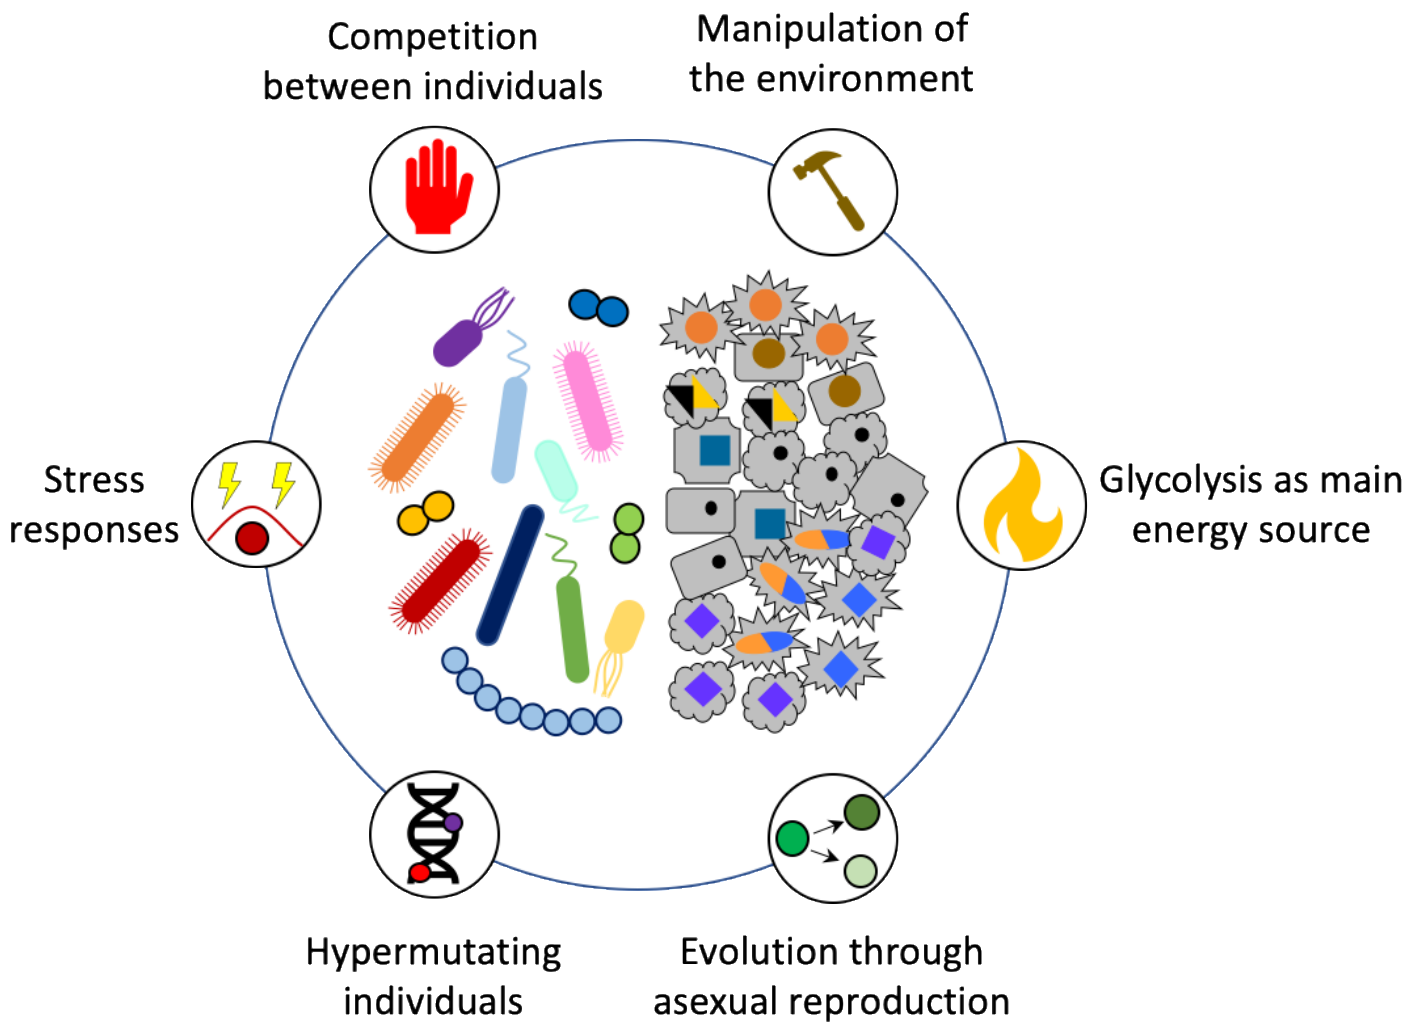 Competition
between individuals
Manipulation of
the environment
Stress
responses
Glycolysis as main
energy source
Hypermutating
individuals
Evolution through
asexual reproduction